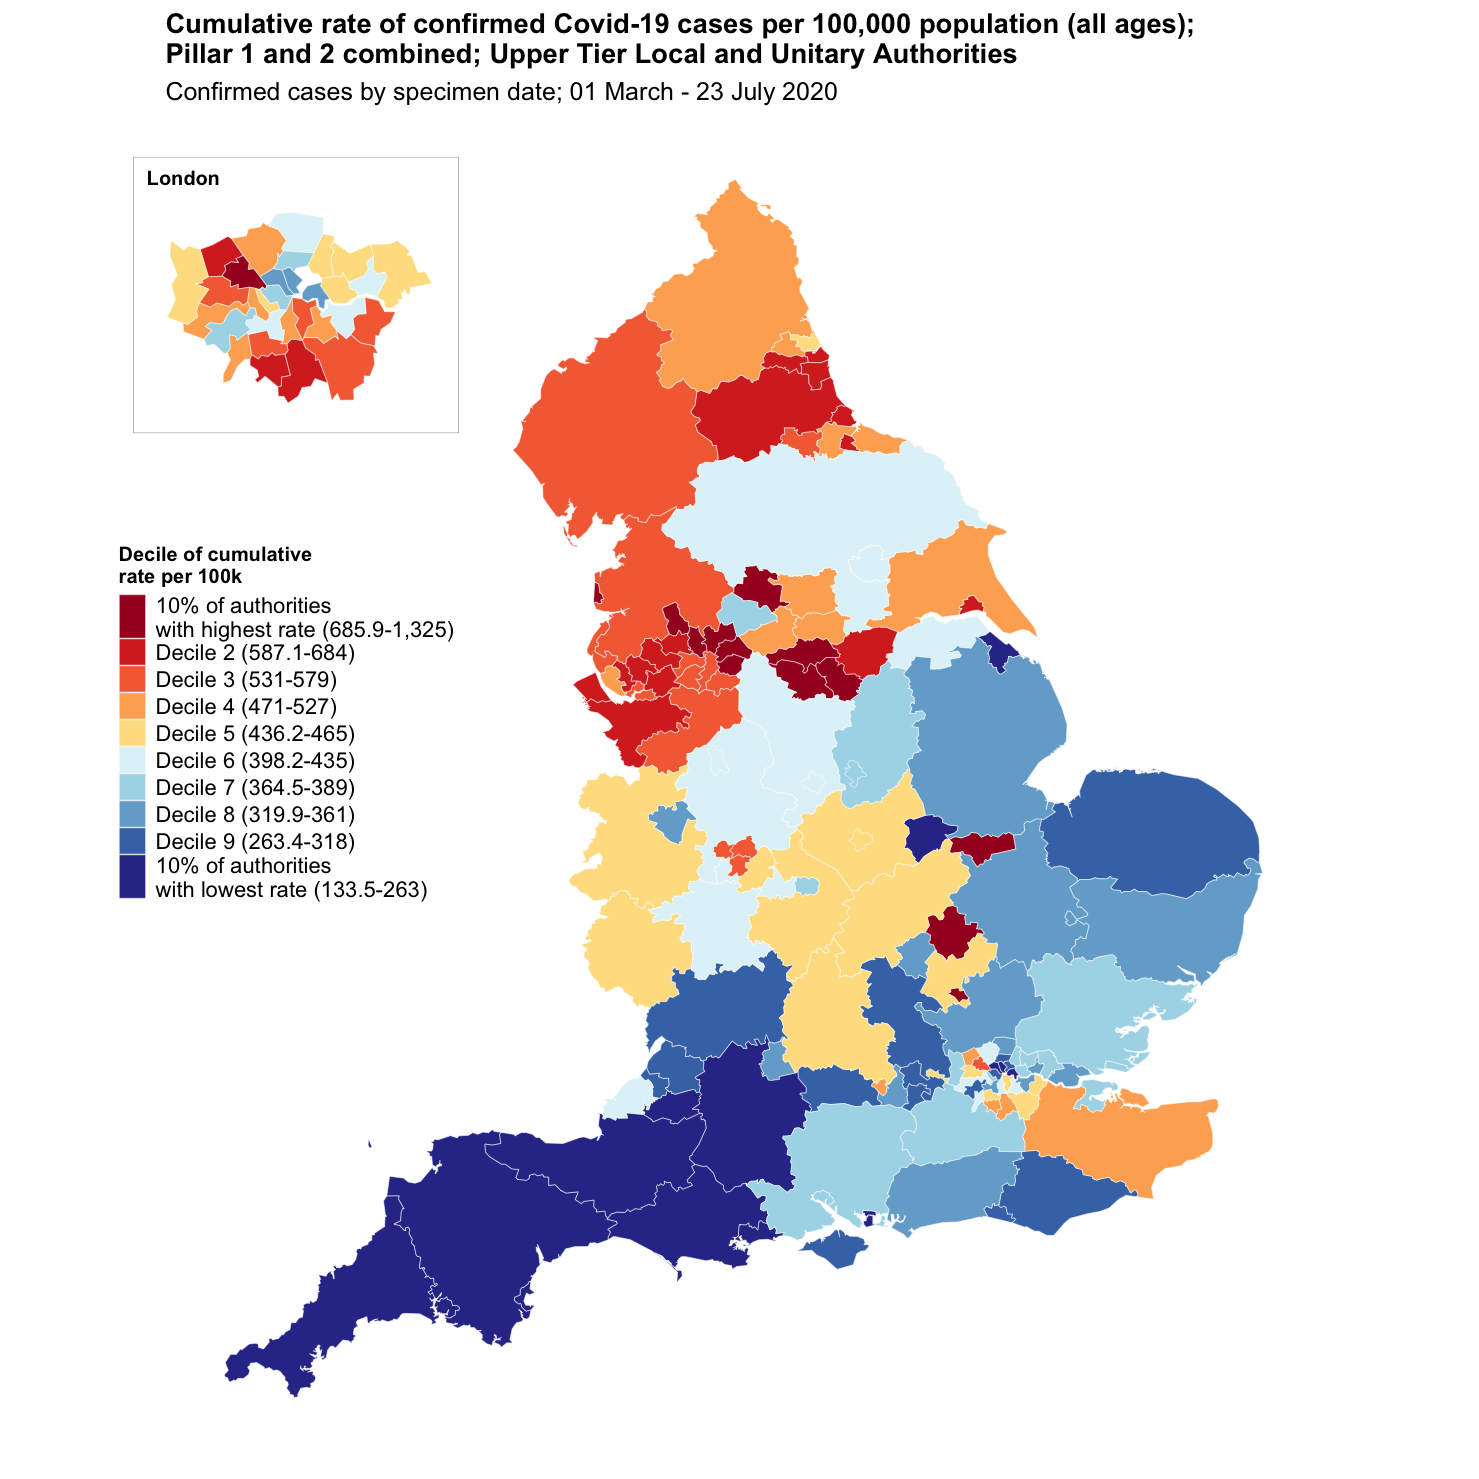 Cumulative rate of confirmed Covid-19 cases per 100,000 population (all ages);
Pillar 1 and 2 combined; Upper Tier Local and Unitary Authorities
Confirmed cases by specimen date; 01 March - 23 July 2020
London
Decile of cumulative
rate per 100k
10% of authorities
with highest rate (685.9-1,325)
Decile 2 (587.1-684)
Decile 3 (531-579)
Decile 4 (471-527)
Decile 5 (436.2-465)
Decile 6 (398.2-435)
Decile 7 (364.5-389)
Decile 8 (319.9-361)
Decile 9 (263.4-318)
10% of authorities
with lowest rate (133.5-263)